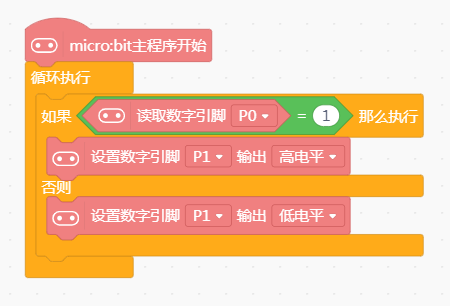 micro:bit主程序开始
循环执行
如果 读取数字引脚 P0 = 1 那么执行
设置数字引脚 P1 输出 高电平
否则
设置数字引脚 P1 输出 低电平